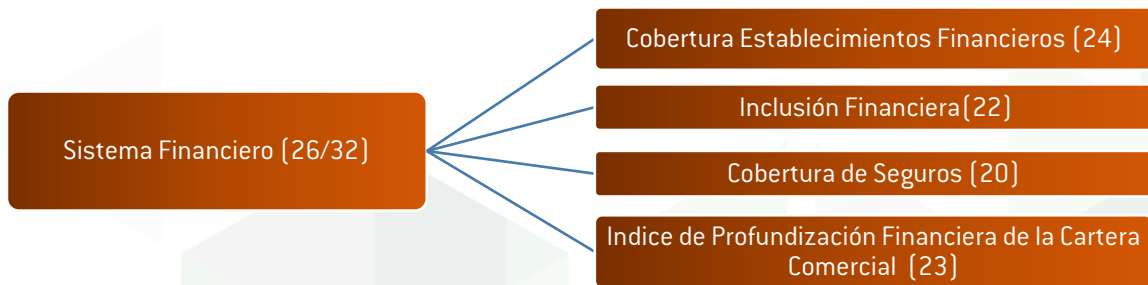 Sistema Financiero (26/32)
Cobertura Establecimientos Financieros (24)
Inclusión Financiera(22)
Cobertura de Seguros (20)
Indice de Profundización Financiera de la Cartera
Comercial (23)